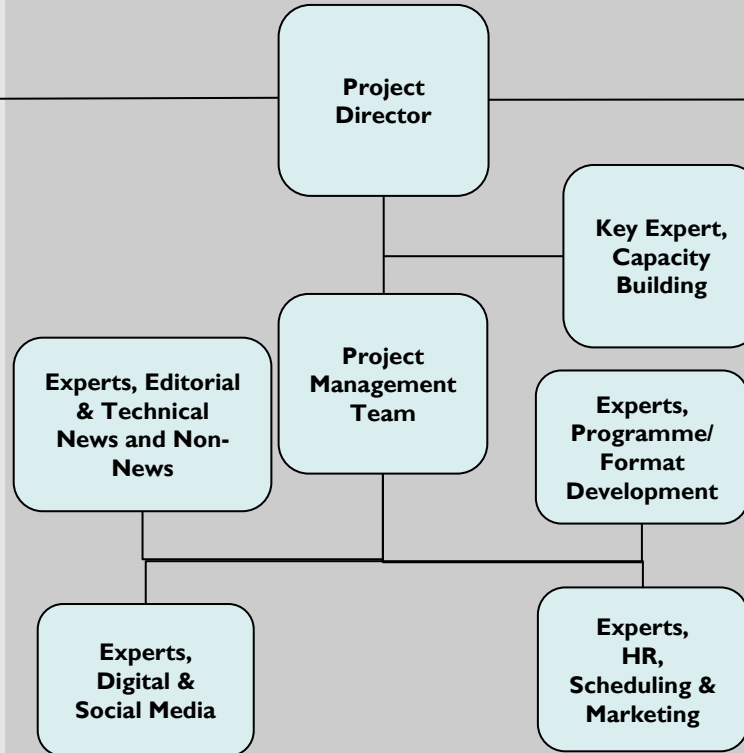 Project
Director
Key Expert,
Capacity
Building
Project
Management
Team
Experts, Editorial
& Technical
News and Non-
News
Experts,
Programme/
Format
Development
Experts,
Digital &
Social Media
Experts,
HR,
Scheduling &
Marketing